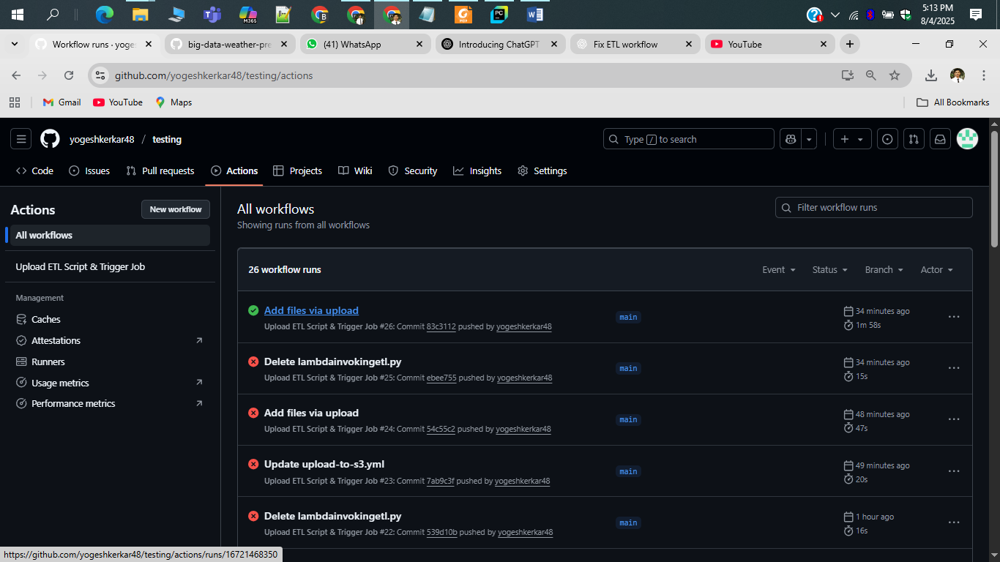 M365
PC
PDF
5:13 PM
8/4/2025
Workflow runs · yoge
big-data-weather-pre
(41) WhatsApp
Introducing ChatGPT
Fix ETL workflow
YouTube
github.com/yogeshkerkar48/testing/actions
Gmail
YouTube
Maps
All Bookmarks
yogeshkerkar48 / testing
Type / to search
Code
Issues
Pull requests
Actions
Projects
Wiki
Security
Insights
Settings
Actions
New workflow
All workflows
Upload ETL Script & Trigger Job
Management
Caches
Attestations
Runners
Usage metrics
Performance metrics
All workflows
Showing runs from all workflows
Filter workflow runs
26 workflow runs
Event
Status
Branch
Actor
Add files via upload
Upload ETL Script & Trigger Job #26: Commit 83c3112 pushed by yogeshkerkar48
main
34 minutes ago
1m 58s
Delete lambdainvokingetl.py
Upload ETL Script & Trigger Job #25: Commit ebee755 pushed by yogeshkerkar48
main
34 minutes ago
15s
Add files via upload
Upload ETL Script & Trigger Job #24: Commit 54c55c2 pushed by yogeshkerkar48
main
48 minutes ago
47s
Update upload-to-s3.yml
Upload ETL Script & Trigger Job #23: Commit 7ab9c3f pushed by yogeshkerkar48
main
49 minutes ago
20s
Delete lambdainvokingetl.py
Upload ETL Script & Trigger Job #22: Commit 539d10b pushed by yogeshkerkar48
main
1 hour ago
16s
https://github.com/yogeshkerkar48/testing/actions/runs/16721468350